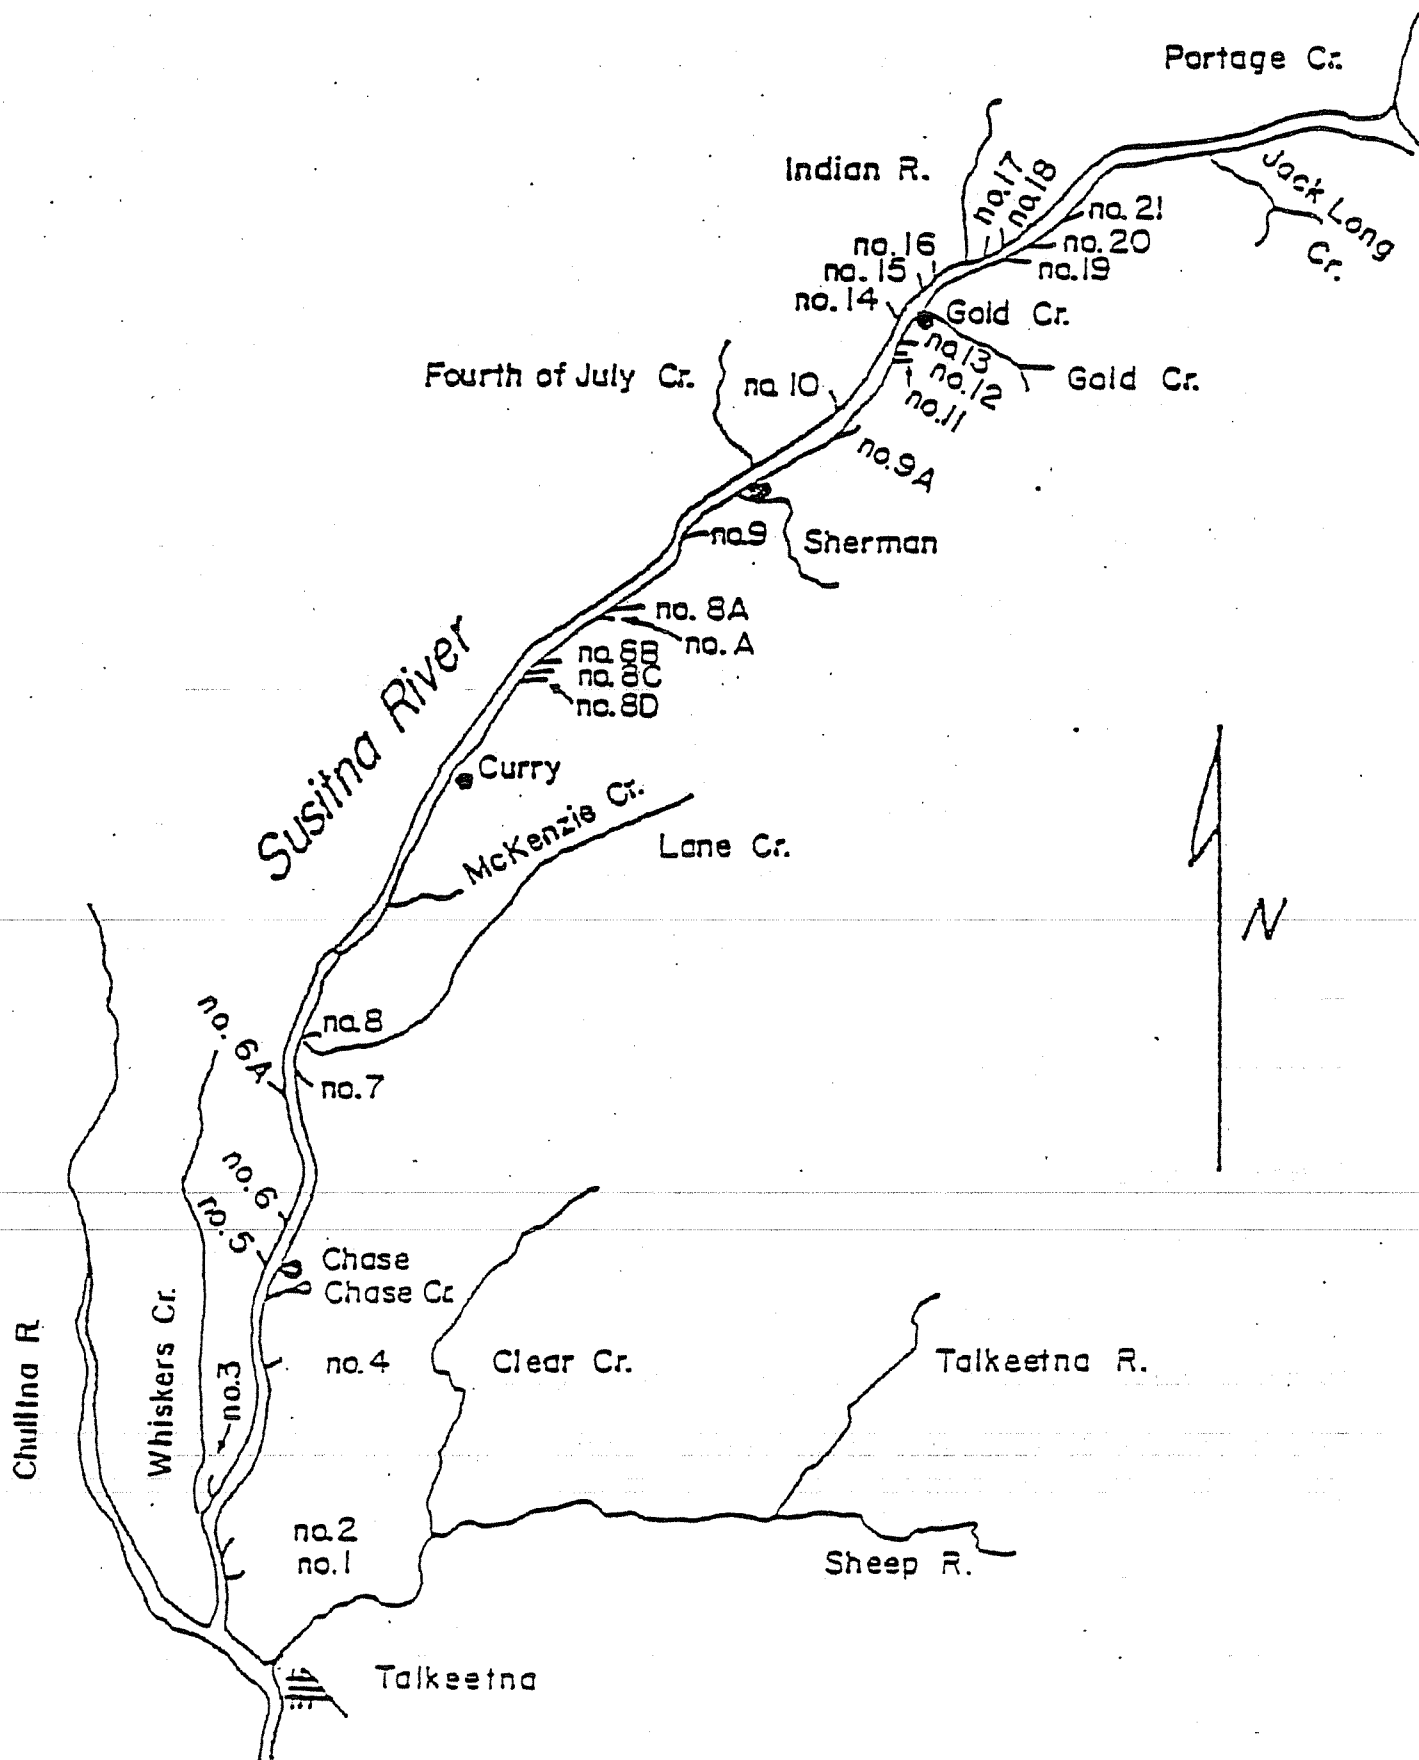 Portage Cr.
Indian R.
no. 17
no. 18
Jack Long
Cr.
no. 21
no. 20
no. 19
no. 16
no. 15
no. 14
Gold Cr.
no. 13
no. 12
no. 11
Gold Cr.
Fourth of July Cr.
no. 10
no. 9A
no. 9
Sherman
no. 8A
no. A
no. 8B
no. 8C
no. 8D
Susitna River
Curry
McKenzie Cr.
Lane Cr.
N
no. 8
no. 6A
no. 7
no. 6
no. 5
Chase
Chase Cr.
Chulitna R.
Whiskers Cr.
no. 3
no. 4
Clear Cr.
Talkeetna R.
no. 2
no. 1
Sheep R.
Talkeetna